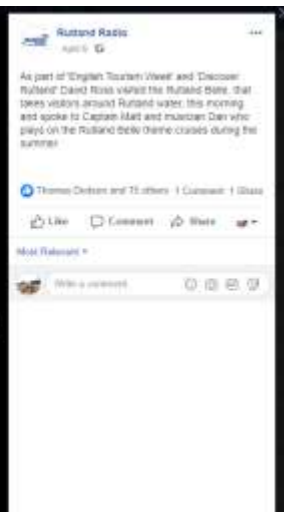 Rutland Radio
April 6
As part of 'English Tourism Week' and 'Discover
Rutland' David Ross visited the Rutland Belle, that
takes visitors around Rutland water, this morning
and spoke to Captain Matt and musician Dan who
plays on the Rutland Belle theme cruises during the
summer
and 75 others 1 Comment 1 Share
Like Comment Share
Most Relevant
Write a comment